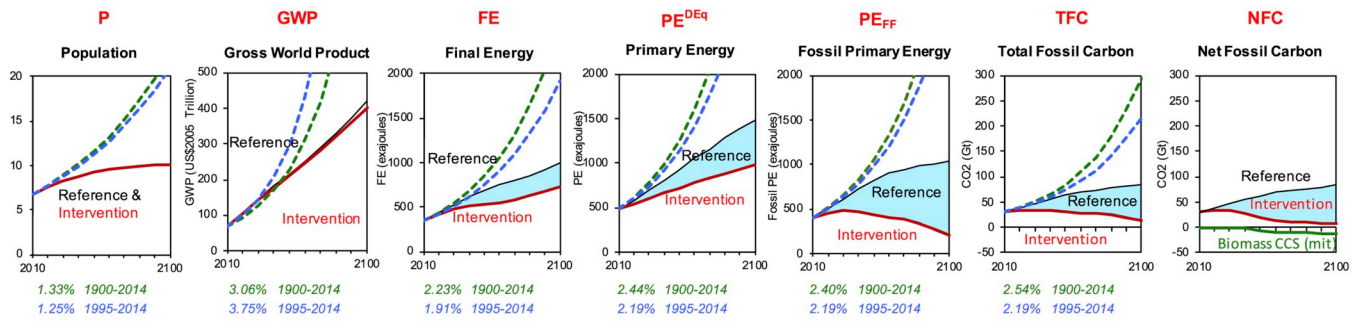 P
Population
20
15
10
5
0
Reference &
Intervention
2010
2100
1.33% 1900-2014
1.25% 1995-2014
GWP
Gross World Product
GWP (US$2005 Trillion)
500
400
300
200
100
0
Reference
Intervention
2010
2100
3.06% 1900-2014
3.75% 1995-2014
FE
Final Energy
FE (exajoules)
2000
1500
1000
500
0
Reference
Intervention
2010
2100
2.23% 1900-2014
1.91% 1995-2014
PE^DEq
Primary Energy
PE (exajoules)
2000
1500
1000
500
0
Reference
Intervention
2010
2100
2.44% 1900-2014
2.19% 1995-2014
PE_FF
Fossil Primary Energy
Fossil PE (exajoules)
2000
1500
1000
500
0
Reference
Intervention
2010
2100
2.40% 1900-2014
2.19% 1995-2014
TFC
Total Fossil Carbon
CO2 (Gt)
300
250
200
150
100
50
0
-50
Reference
Intervention
2010
2100
2.54% 1900-2014
2.19% 1995-2014
NFC
Net Fossil Carbon
CO2 (Gt)
300
250
200
150
100
50
0
-50
Reference
Intervention
Biomass CCS (mit)
2010
2100